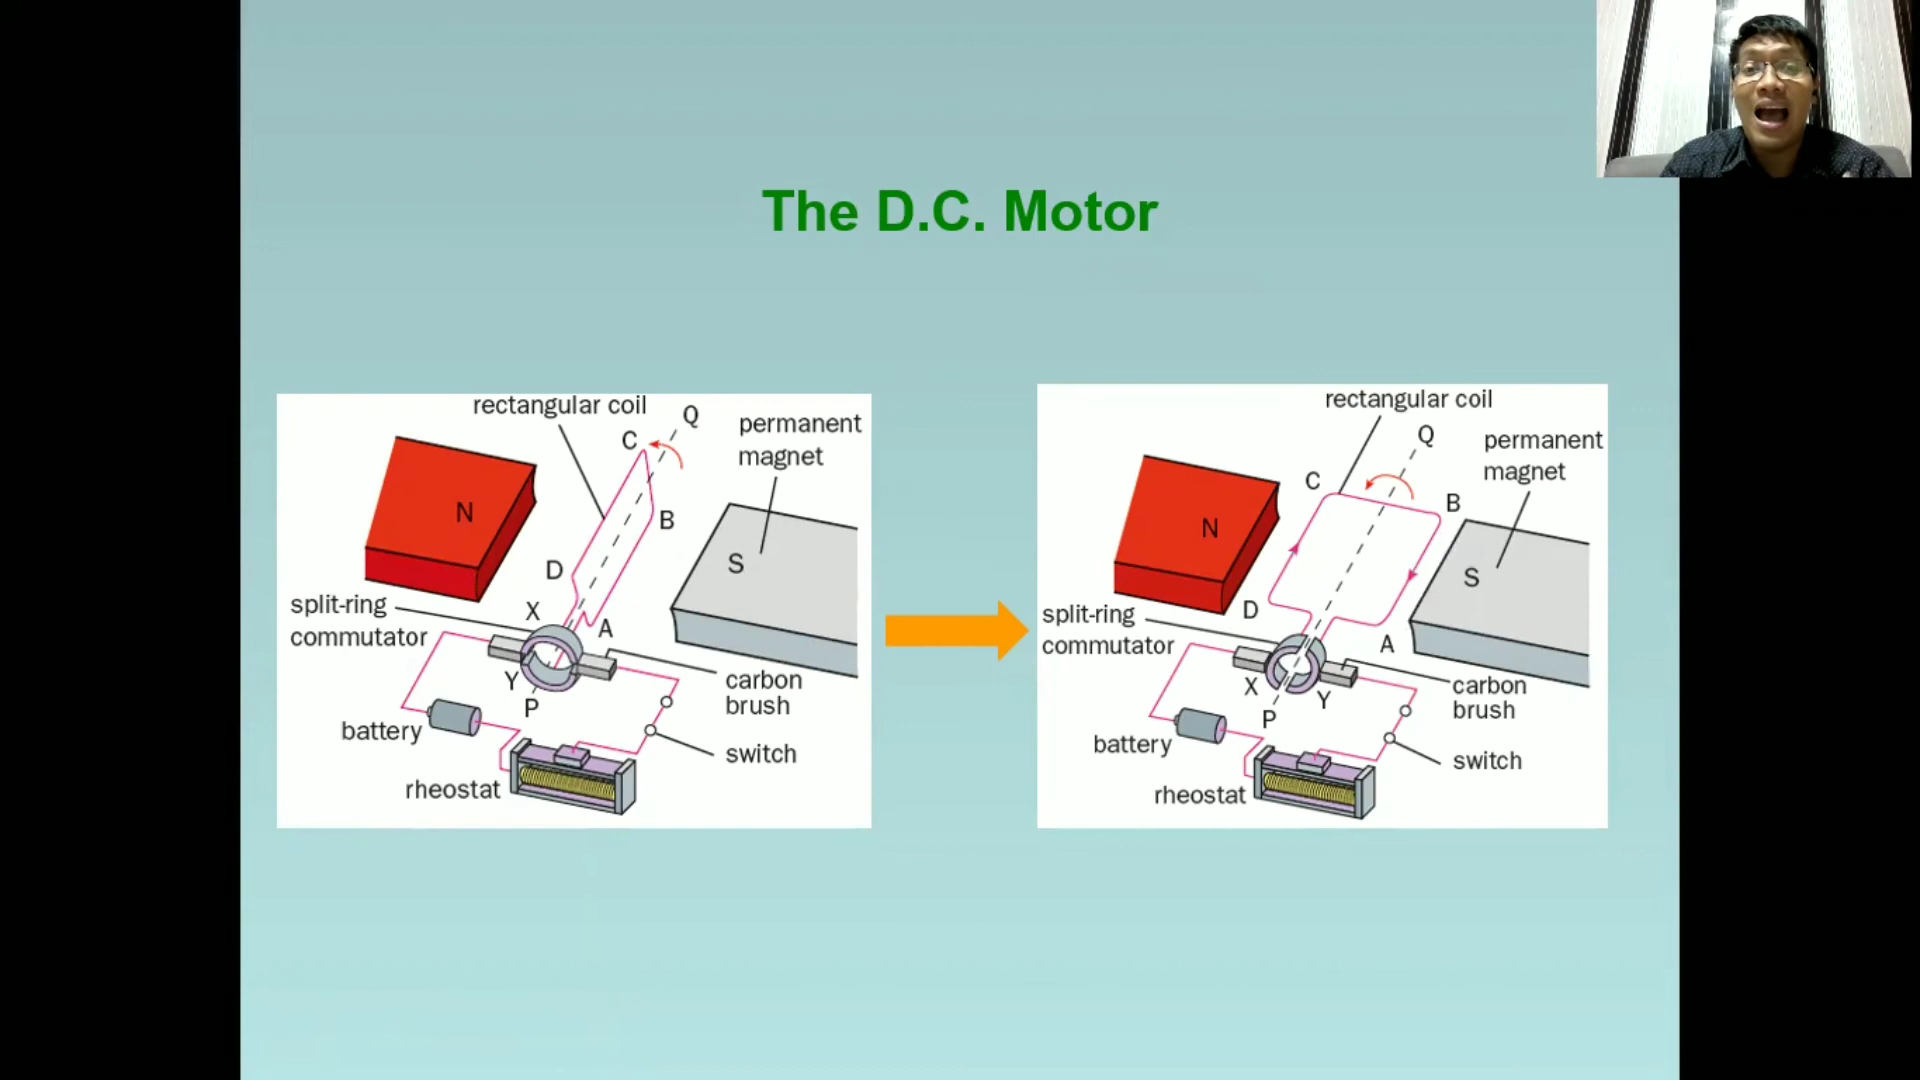 The D.C. Motor
rectangular coil
Q
permanent
magnet
C
N
B
S
D
split-ring
commutator
X
A
Y
P
carbon
brush
battery
switch
rheostat
rectangular coil
Q
permanent
magnet
C
B
N
S
D
split-ring
commutator
A
X
Y
P
carbon
brush
battery
switch
rheostat